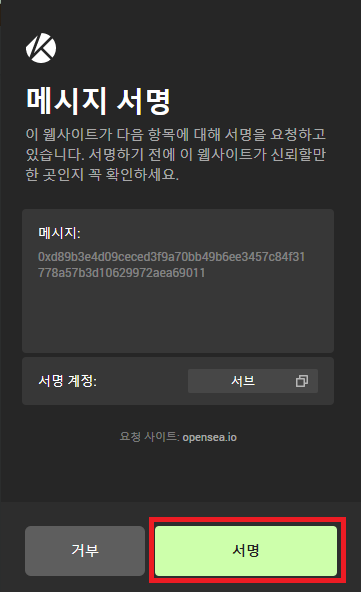 메시지 서명
이 웹사이트가 다음 항목에 대해 서명을 요청하고
있습니다. 서명하기 전에 이 웹사이트가 신뢰할만
한 곳인지 꼭 확인하세요.
메시지:
0xd89b3e4d09ceced3f9a70bb49b6ee3457c84f31
778a57b3d10629972aea69011
서명 계정:
서브
요청 사이트: opensea.io
거부
서명